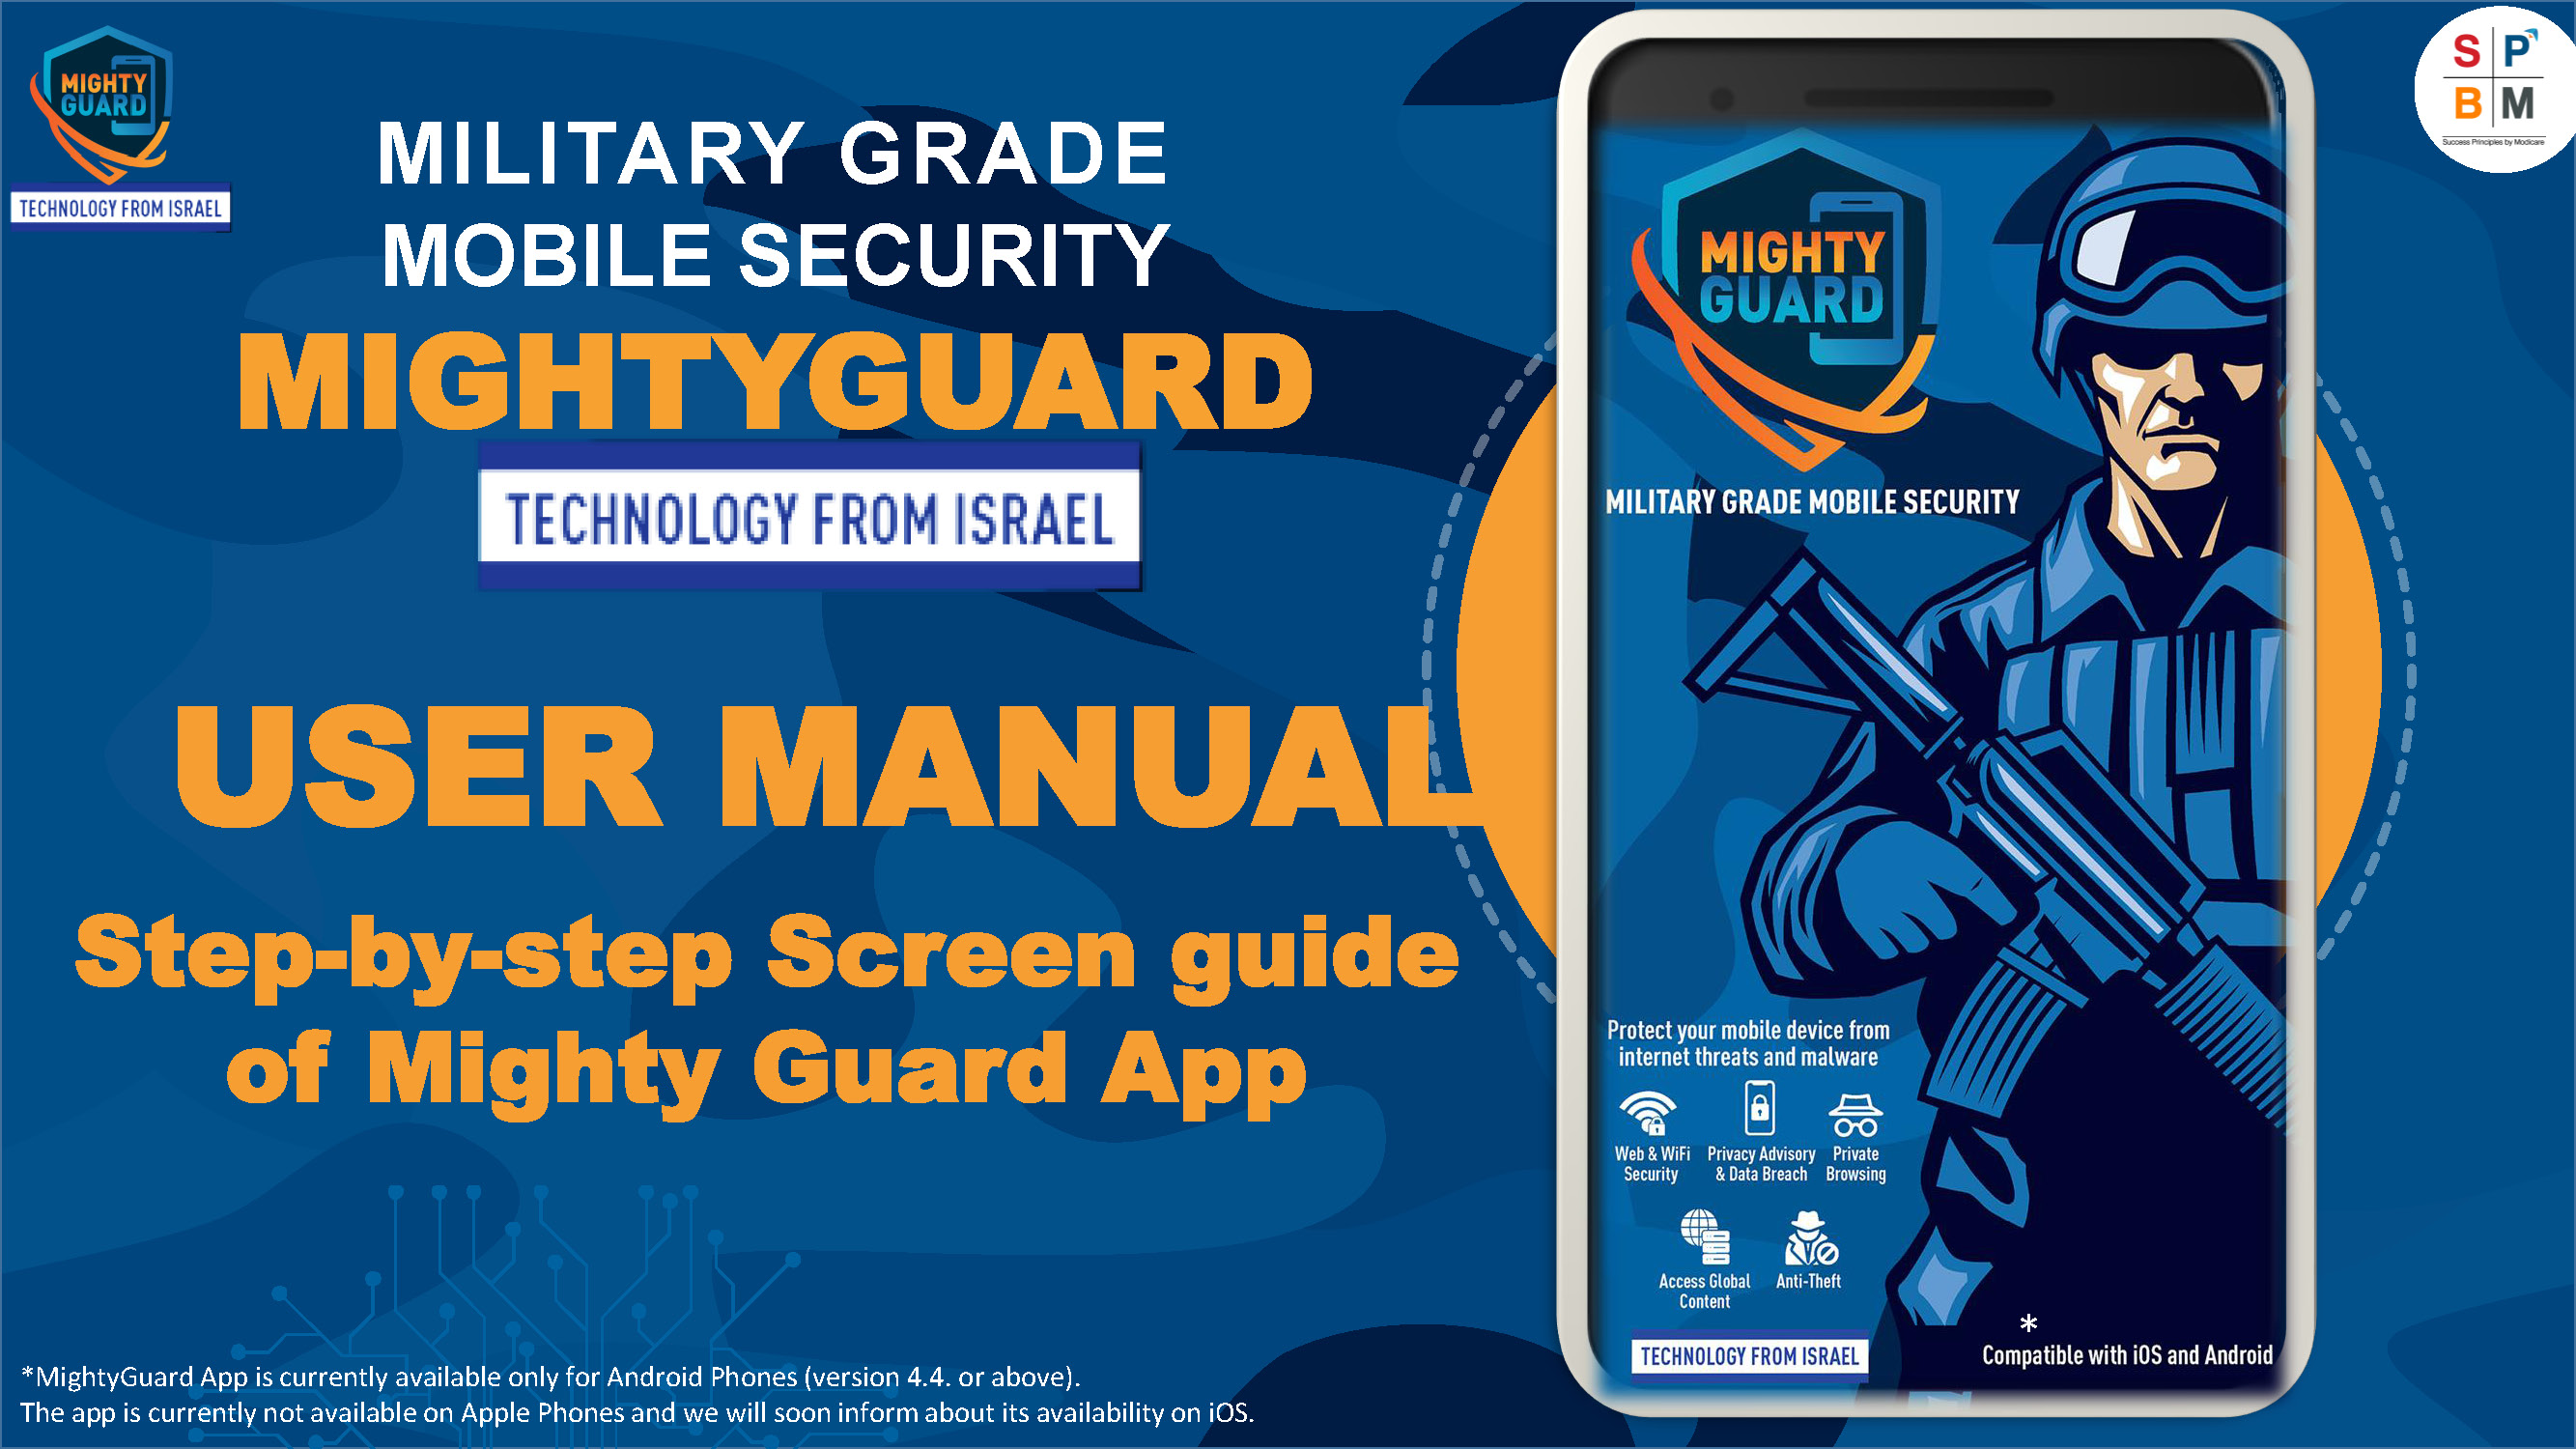 MIGHTY
GUARD
TECHNOLOGY FROM ISRAEL
MILITARY GRADE
MOBILE SECURITY
MIGHTYGUARD
TECHNOLOGY FROM ISRAEL
USER MANUAL
Step-by-step Screen guide
of Mighty Guard App
*MightyGuard App is currently available only for Android Phones (version 4.4. or above).
The app is currently not available on Apple Phones and we will soon inform about its availability on iOS.
MIGHTY
GUARD
MILITARY GRADE MOBILE SECURITY
Protect your mobile device from
internet threats and malware
Web & WiFi Privacy Advisory Private
Security & Data Breach Browsing
Access Global Anti-Theft
Content
TECHNOLOGY FROM ISRAEL
*
Compatible with iOS and Android
S P
B M
Success Principles by Modicare